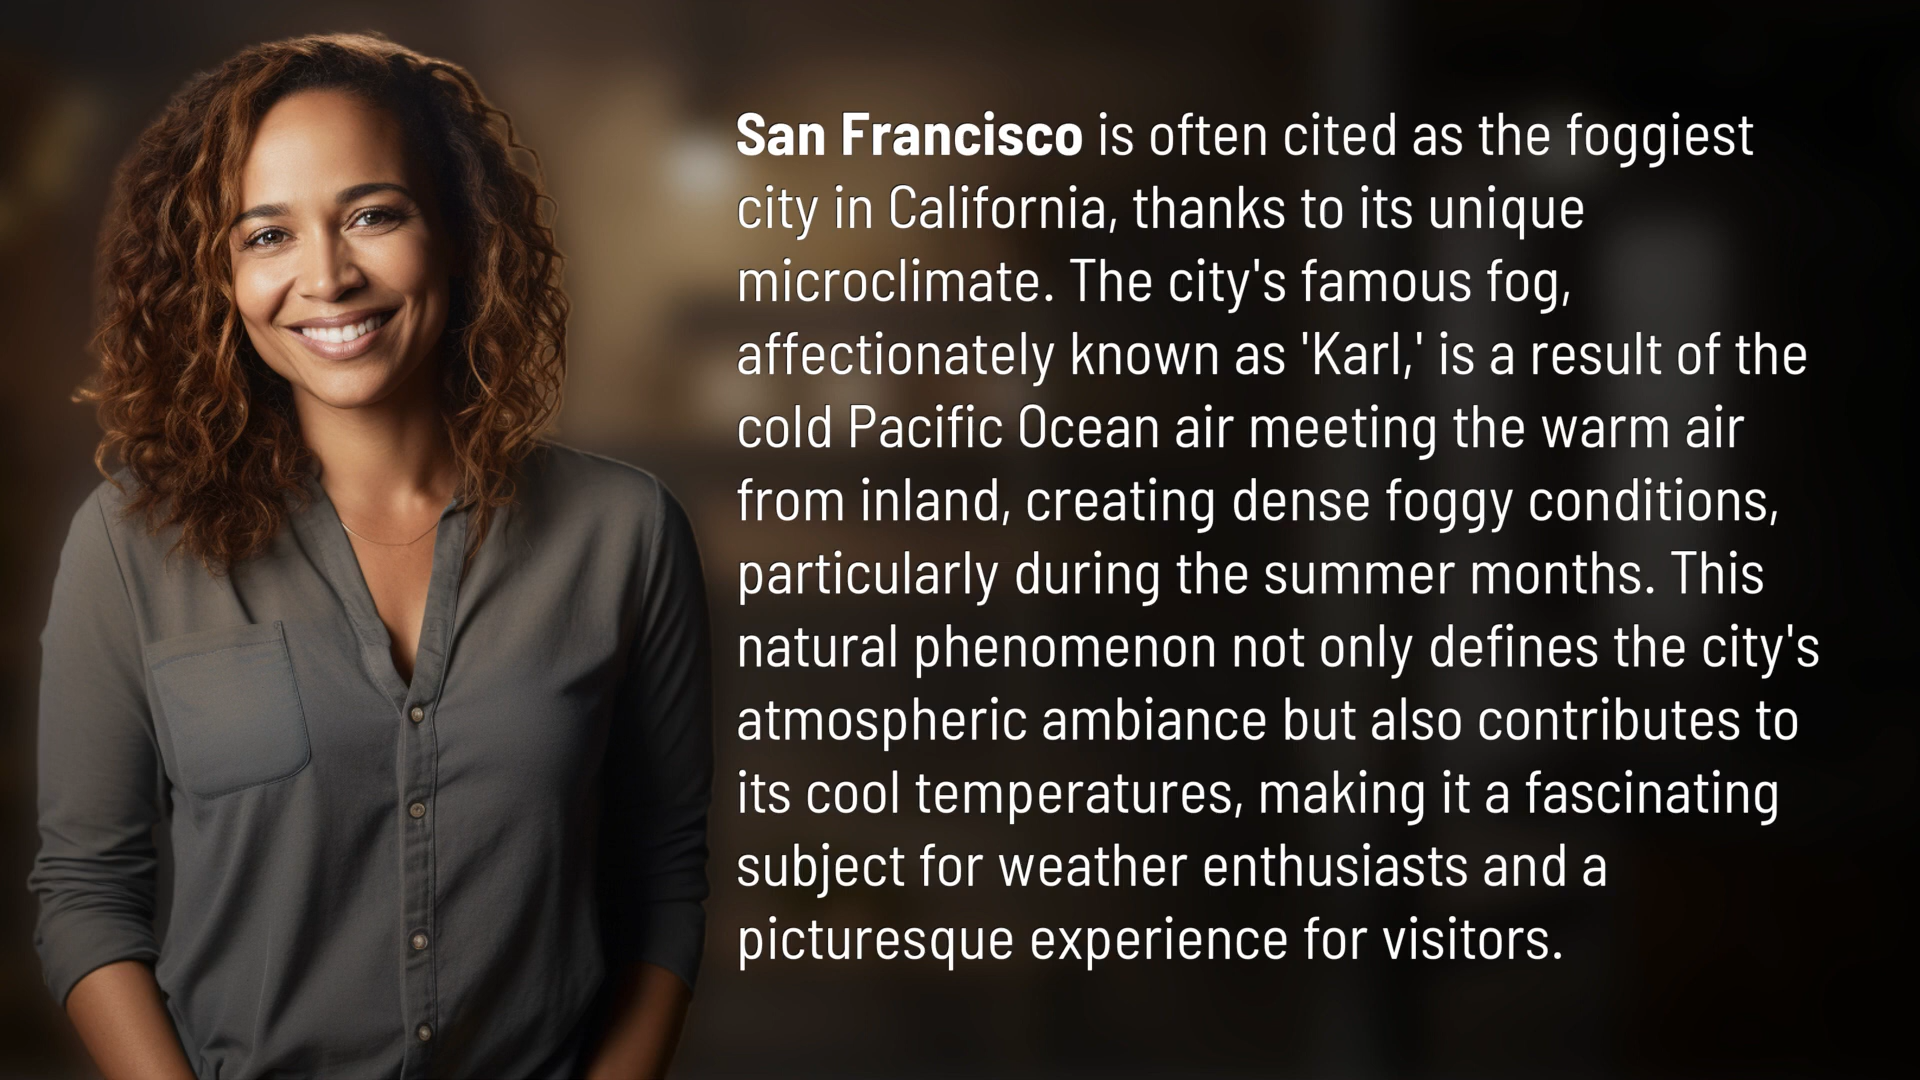 San Francisco is often cited as the foggiest
city in California, thanks to its unique
microclimate. The city's famous fog,
affectionately known as 'Karl,' is a result of the
cold Pacific Ocean air meeting the warm air
from inland, creating dense foggy conditions,
particularly during the summer months. This
natural phenomenon not only defines the city's
atmospheric ambiance but also contributes to
its cool temperatures, making it a fascinating
subject for weather enthusiasts and a
picturesque experience for visitors.